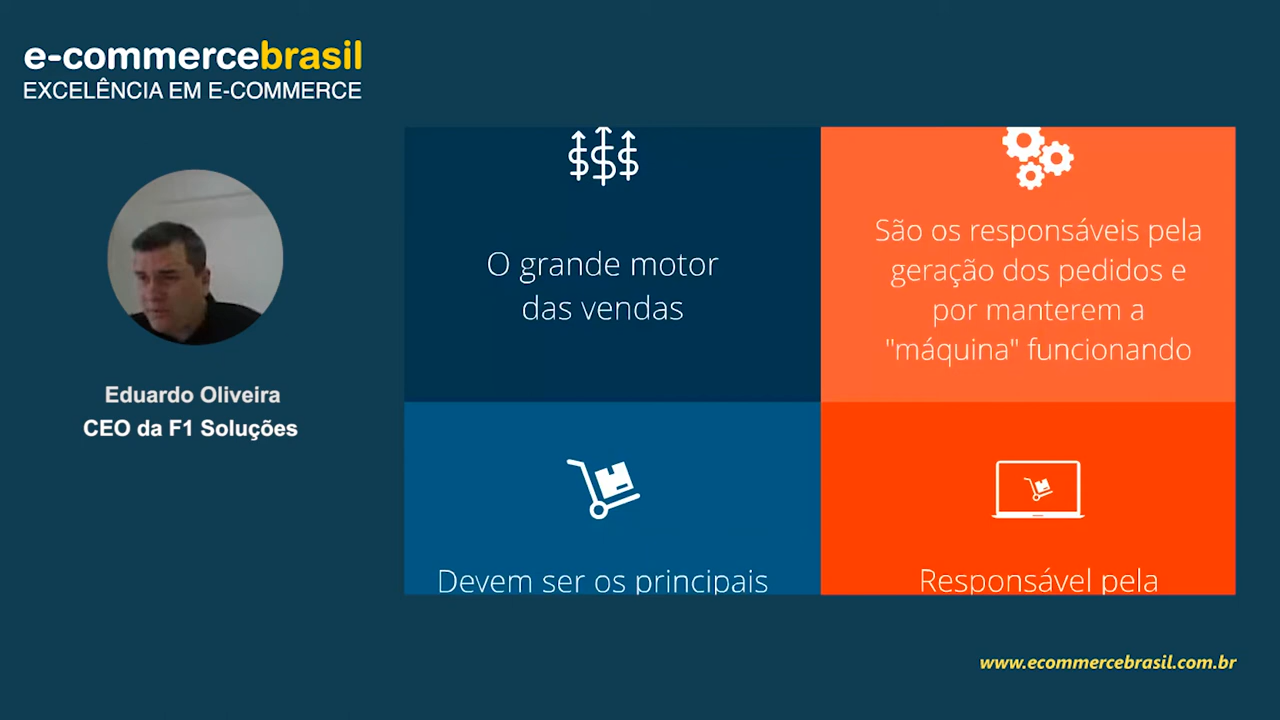 e-commercebrasil
EXCELÊNCIA EM E-COMMERCE
Eduardo Oliveira
CEO da F1 Soluções
O grande motor
das vendas
São os responsáveis pela
geração dos pedidos e
por manterem a
"máquina" funcionando
Devem ser os principais
Responsável pela
www.ecommercebrasil.com.br